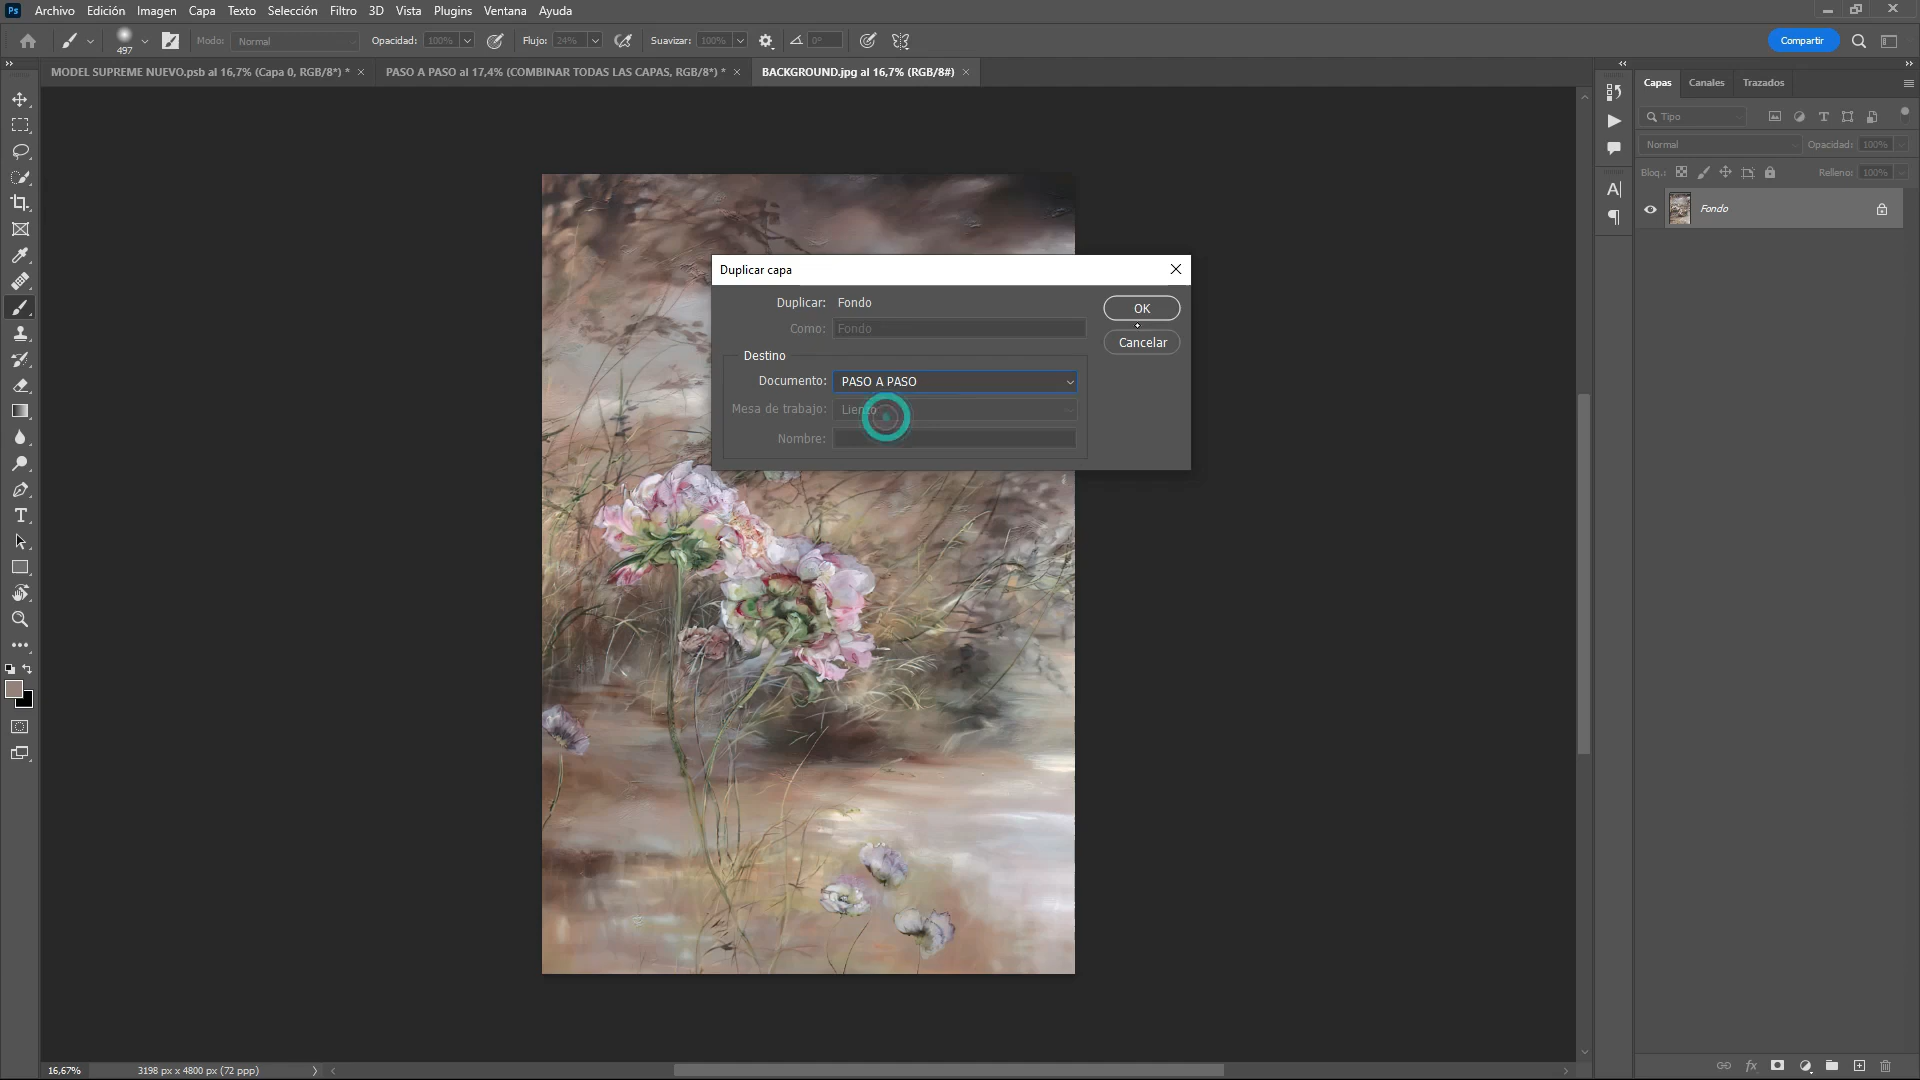 Ps Archivo Edición Imagen Capa Texto Selección Filtro 3D Vista Plugins Ventana Ayuda
497 Modo: Normal Opacidad: 100% Flujo: 24% Suavizar: 100% 0° Compartir
MODEL SUPREME NUEVO.psb al 16,7% (Capa 0, RGB/8*) * × PASO A PASO al 17,4% (COMBINAR TODAS LAS CAPAS, RGB/8*) * × BACKGROUND.jpg al 16,7% (RGB/8#) ×
Capas Canales Trazados
Tipo
Normal Opacidad: 100%
Bloq.: Relleno: 100%
Fondo
Duplicar capa
Duplicar: Fondo
OK
Como: Fondo
Cancelar
Destino
Documento: PASO A PASO
Mesa de trabajo: Lienzo
Nombre:
16,67% 3198 px x 4800 px (72 ppp)